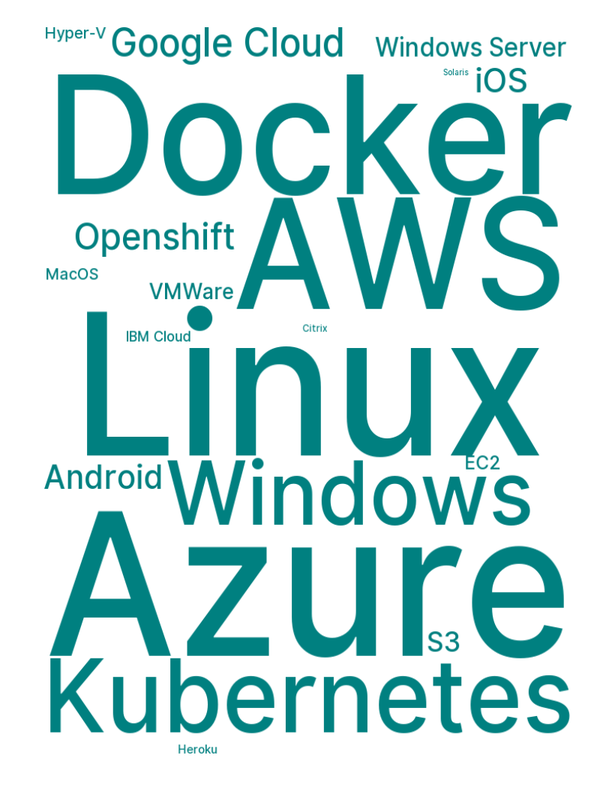 Hyper-V
Google Cloud
Windows Server
Solaris
iOS
Docker
AWS
Openshift
MacOS
VMWare
Linux
IBM Cloud
Citrix
EC2
Android
Windows
Azure
S3
Kubernetes
Heroku